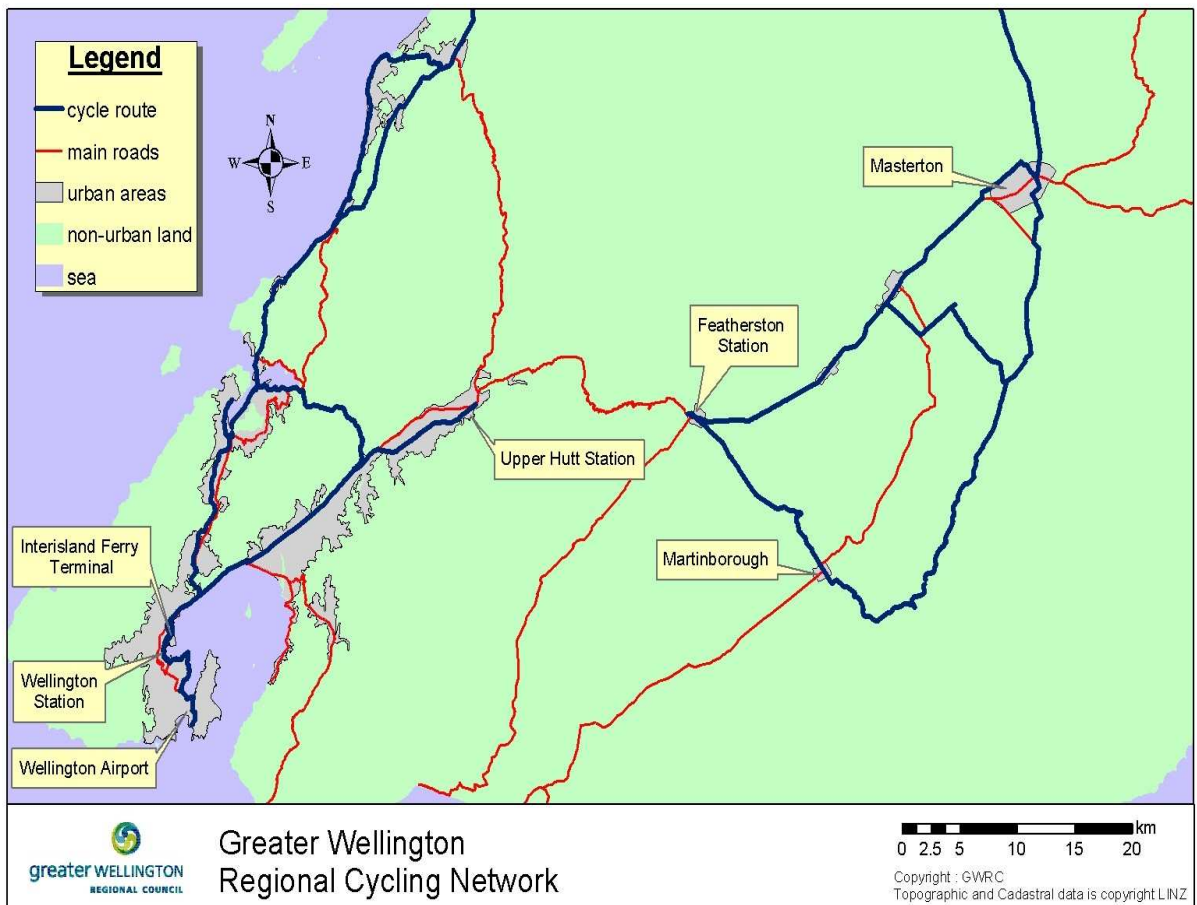 Legend
cycle route
main roads
urban areas
non-urban land
sea
N
W
E
S
Masterton
Featherston
Station
Upper Hutt Station
Interisland Ferry
Terminal
Martinborough
Wellington
Station
Wellington Airport
greater WELLINGTON
REGIONAL COUNCIL
Greater Wellington
Regional Cycling Network
km
0 2.5 5 10 15 20
Copyright : GWRC
Topographic and Cadastral data is copyright LINZ